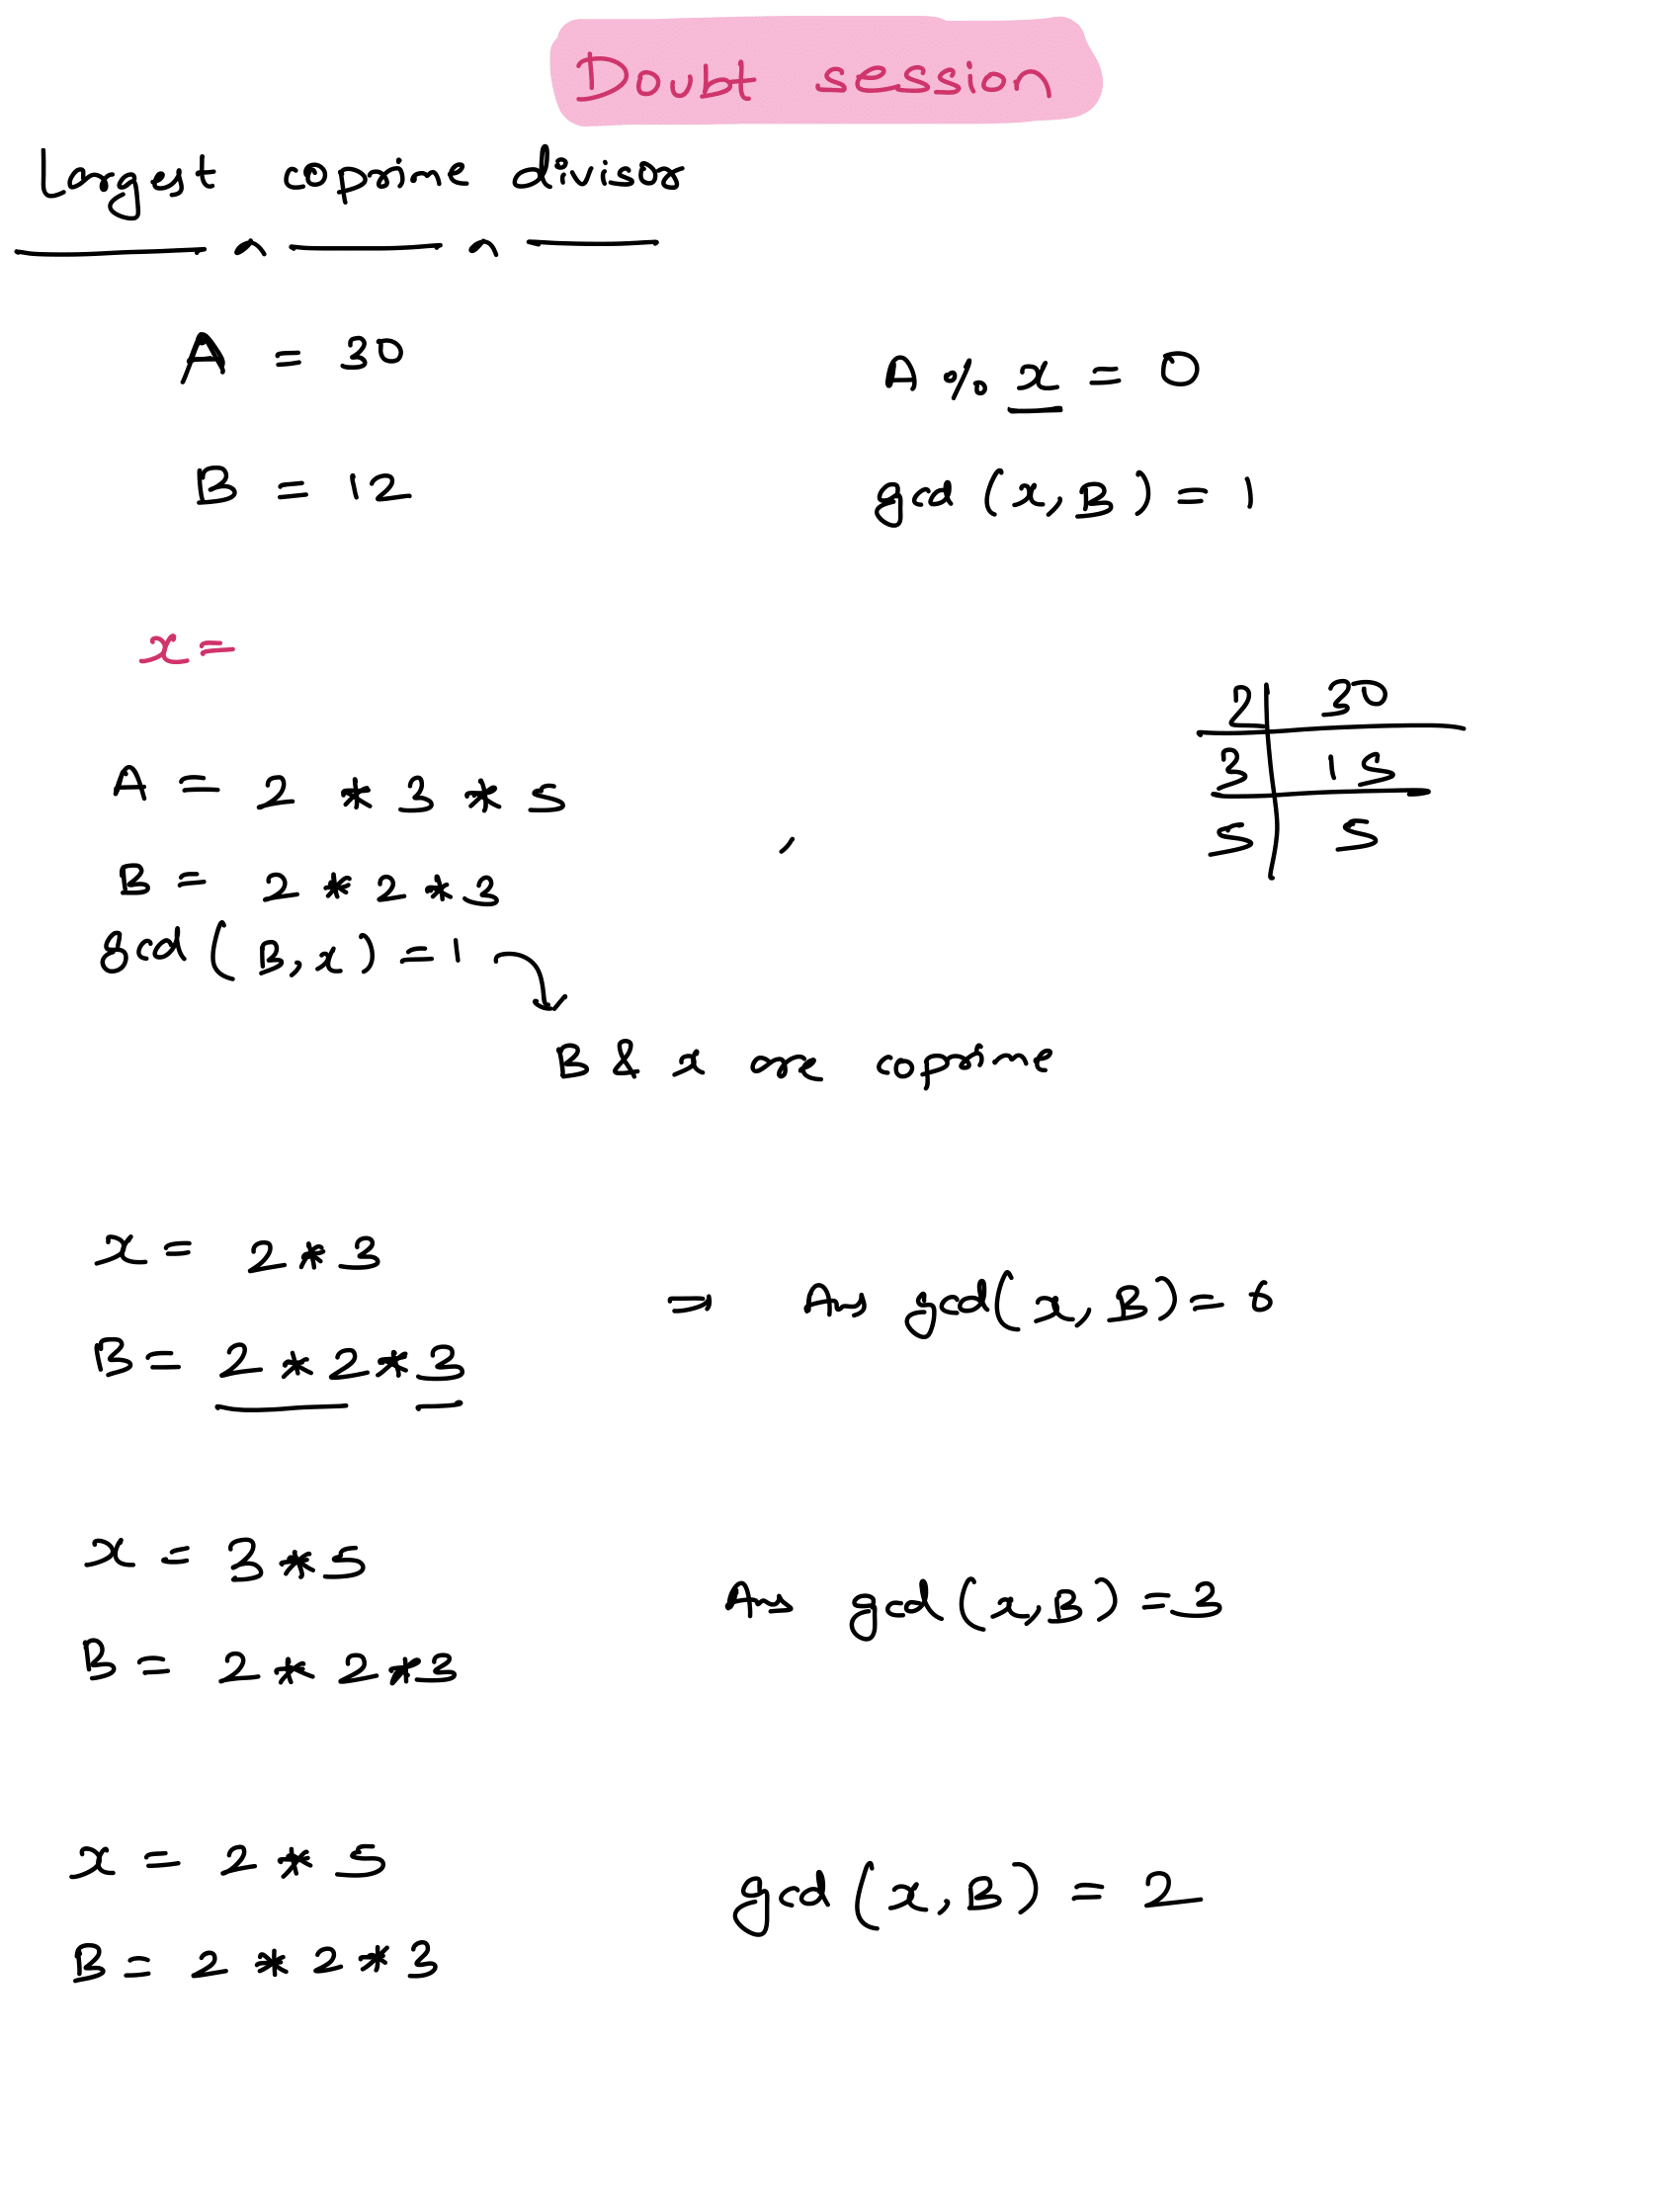 Doubt session
Largest coprime divisor
A = 30
A % x = 0
B = 12
gcd (x, B) = 1
x =
2 | 30
3 | 15
5 | 5
A = 2 * 3 * 5
,
B = 2 * 2 * 3
gcd ( B, x) = 1
B & x are coprime
x = 2 * 3
B = 2 * 2 * 3
⇒ Ans gcd(x, B) = 6
x = 3 * 5
B = 2 * 2 * 3
Ans gcd (x, B) = 3
x = 2 * 5
B = 2 * 2 * 3
gcd (x, B) = 2